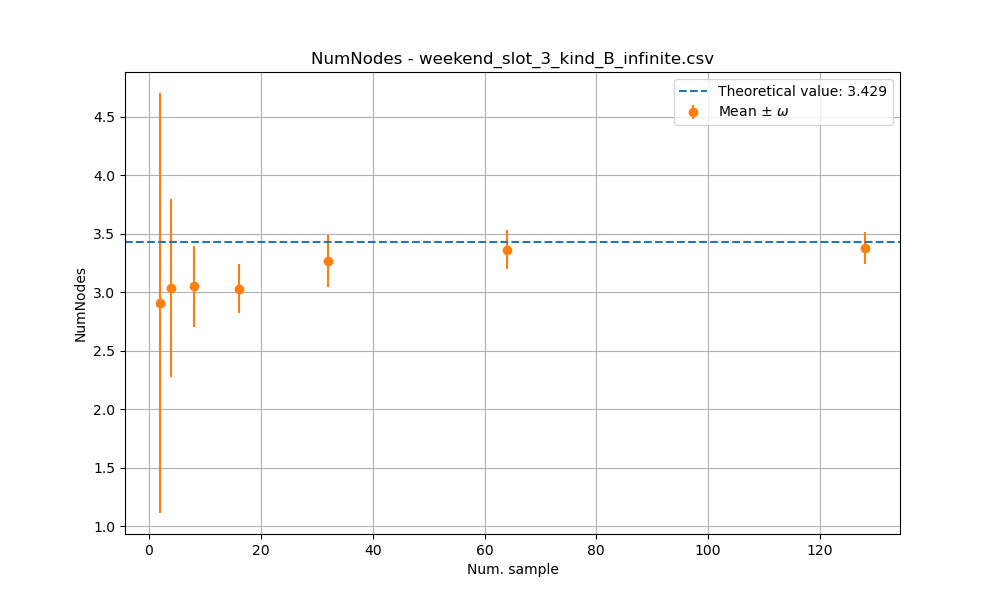 NumNodes - weekend_slot_3_kind_B_infinite.csv
Theoretical value: 3.429
Mean ± ω
NumNodes
4.5
4.0
3.5
3.0
2.5
2.0
1.5
1.0
0 20 40 60 80 100 120
Num. sample